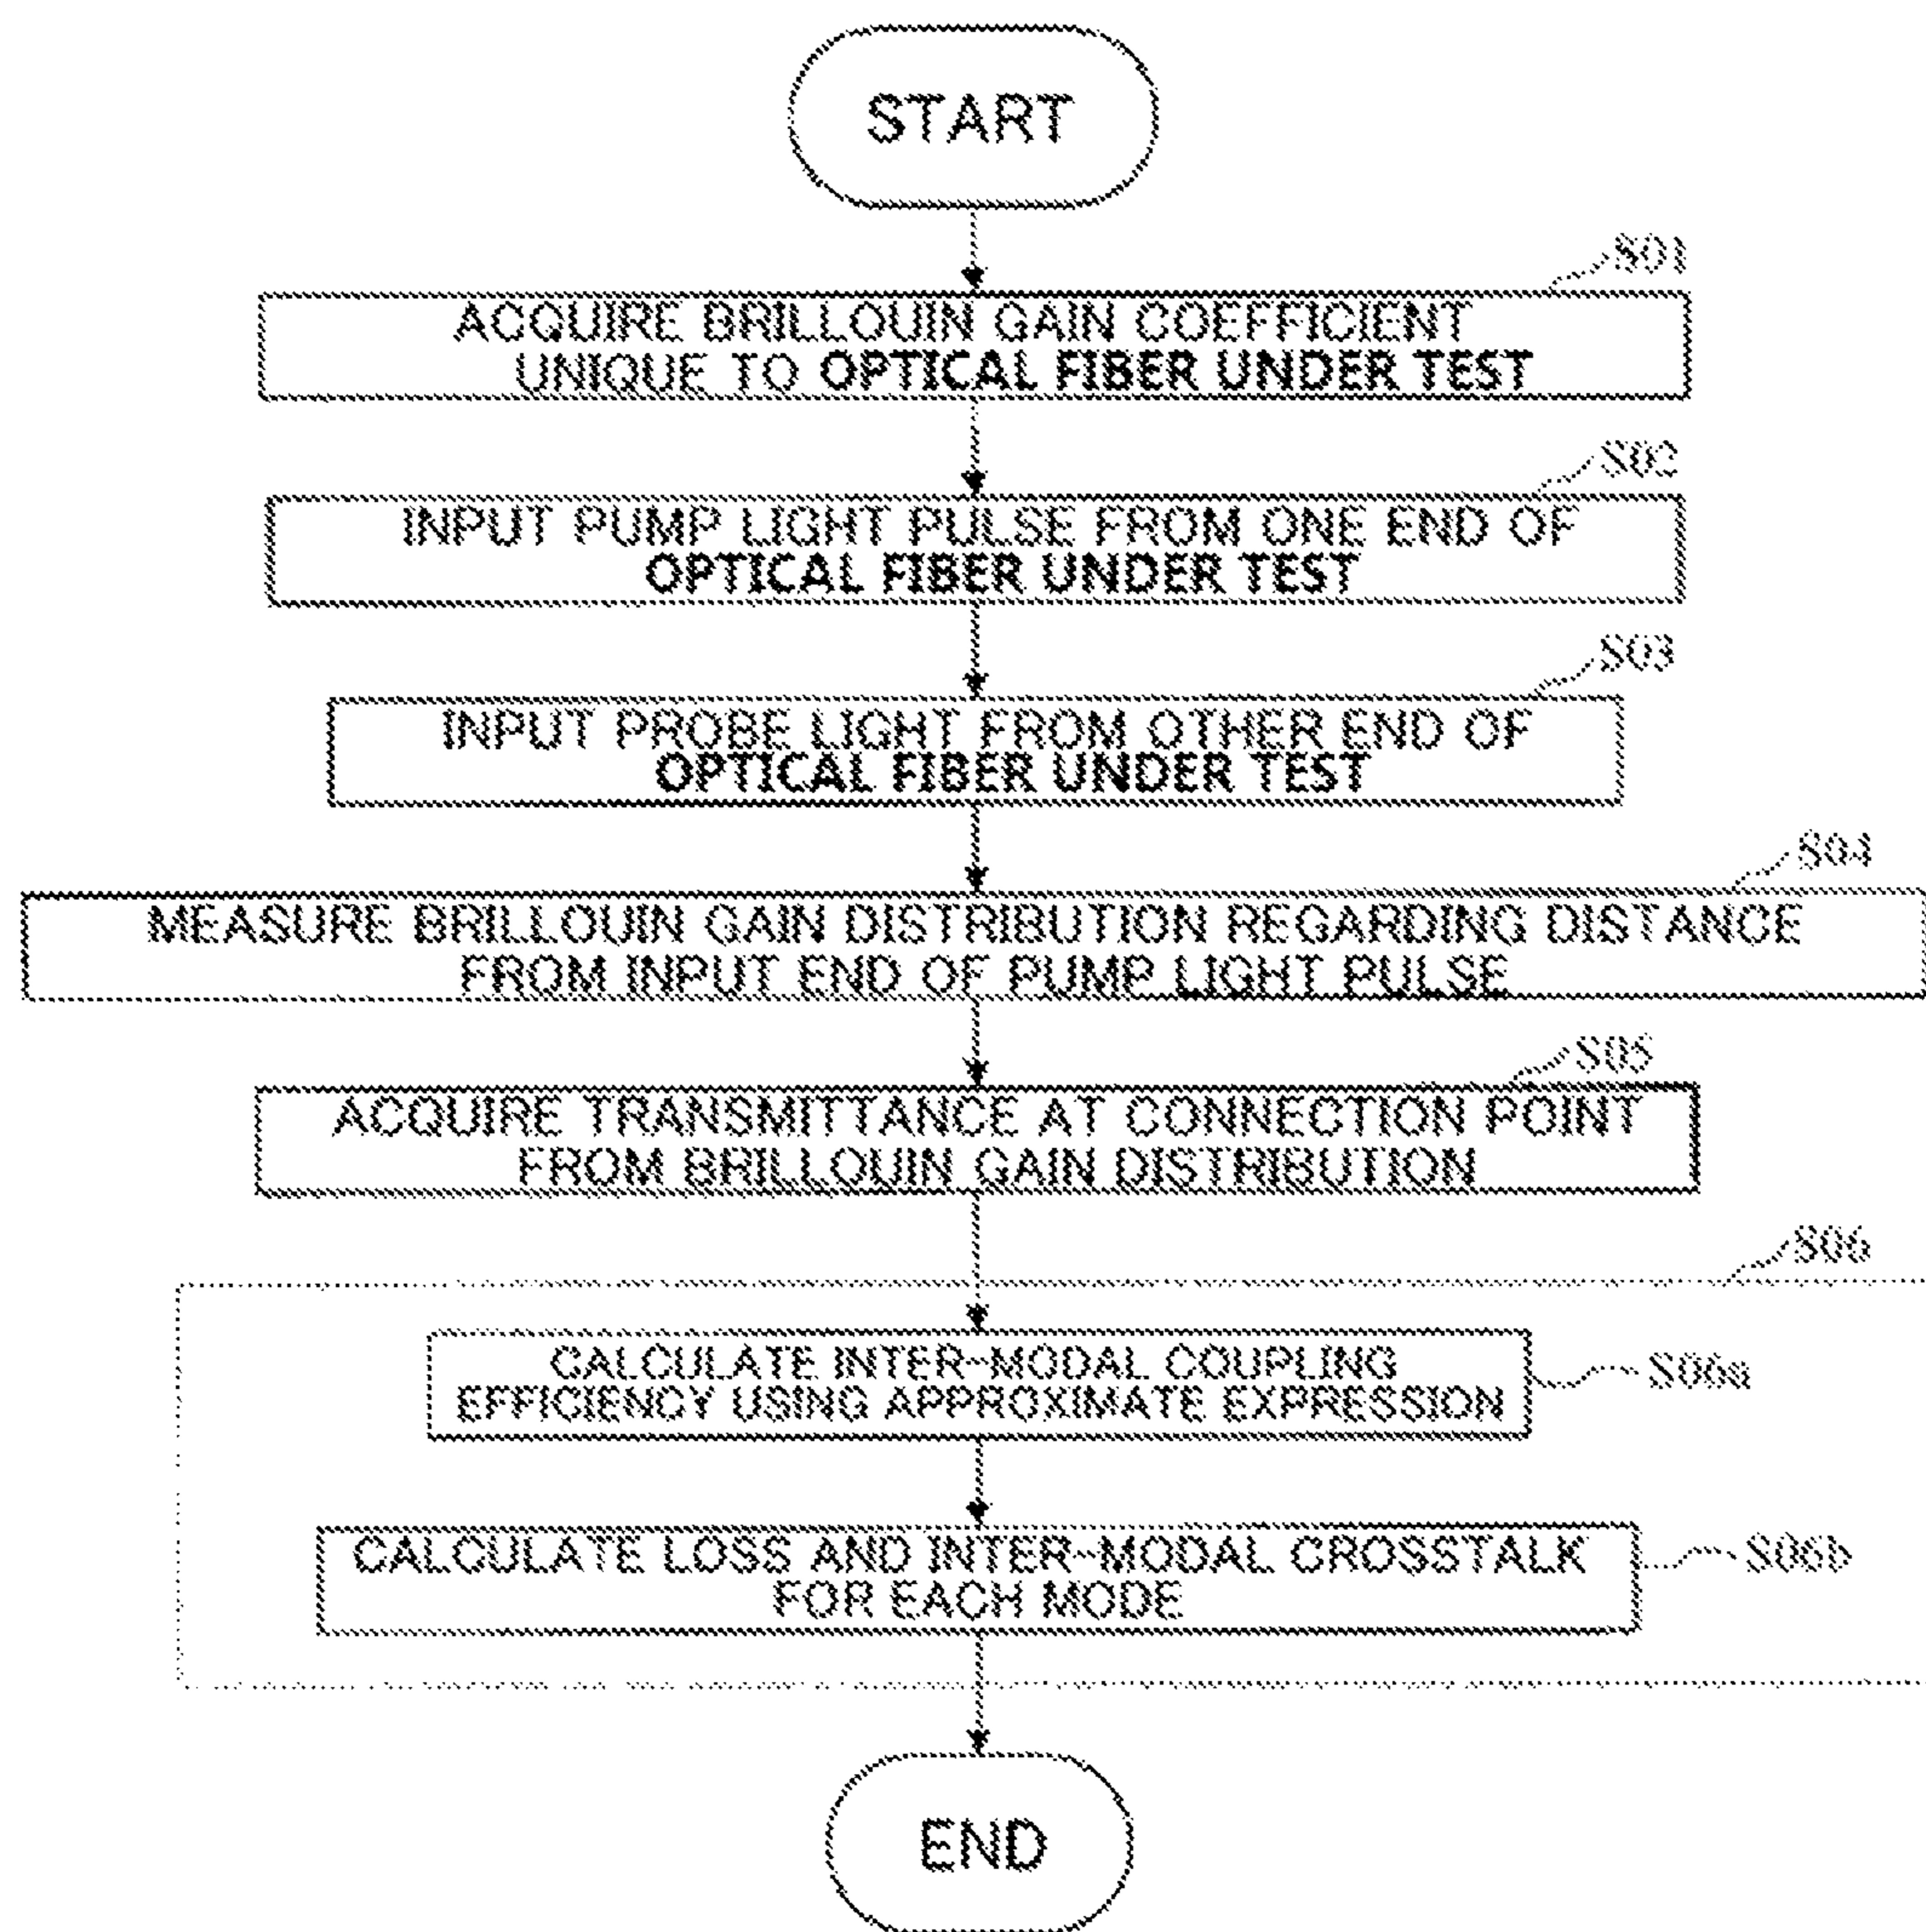 START
S01
ACQUIRE BRILLOUIN GAIN COEFFICIENT
UNIQUE TO OPTICAL FIBER UNDER TEST
S02
INPUT PUMP LIGHT PULSE FROM ONE END OF
OPTICAL FIBER UNDER TEST
S03
INPUT PROBE LIGHT FROM OTHER END OF
OPTICAL FIBER UNDER TEST
S04
MEASURE BRILLOUIN GAIN DISTRIBUTION REGARDING DISTANCE
FROM INPUT END OF PUMP LIGHT PULSE
S05
ACQUIRE TRANSMITTANCE AT CONNECTION POINT
FROM BRILLOUIN GAIN DISTRIBUTION
S06
CALCULATE INTER-MODAL COUPLING
EFFICIENCY USING APPROXIMATE EXPRESSION
S06a
CALCULATE LOSS AND INTER-MODAL CROSSTALK
FOR EACH MODE
S06b
END